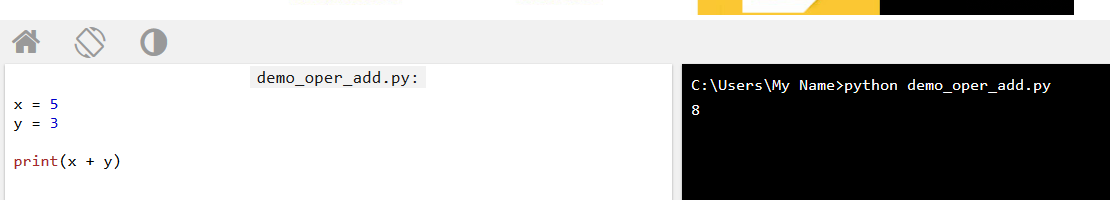 demo_oper_add.py:
x = 5
y = 3
print(x + y)
C:\Users\My Name>python demo_oper_add.py
8